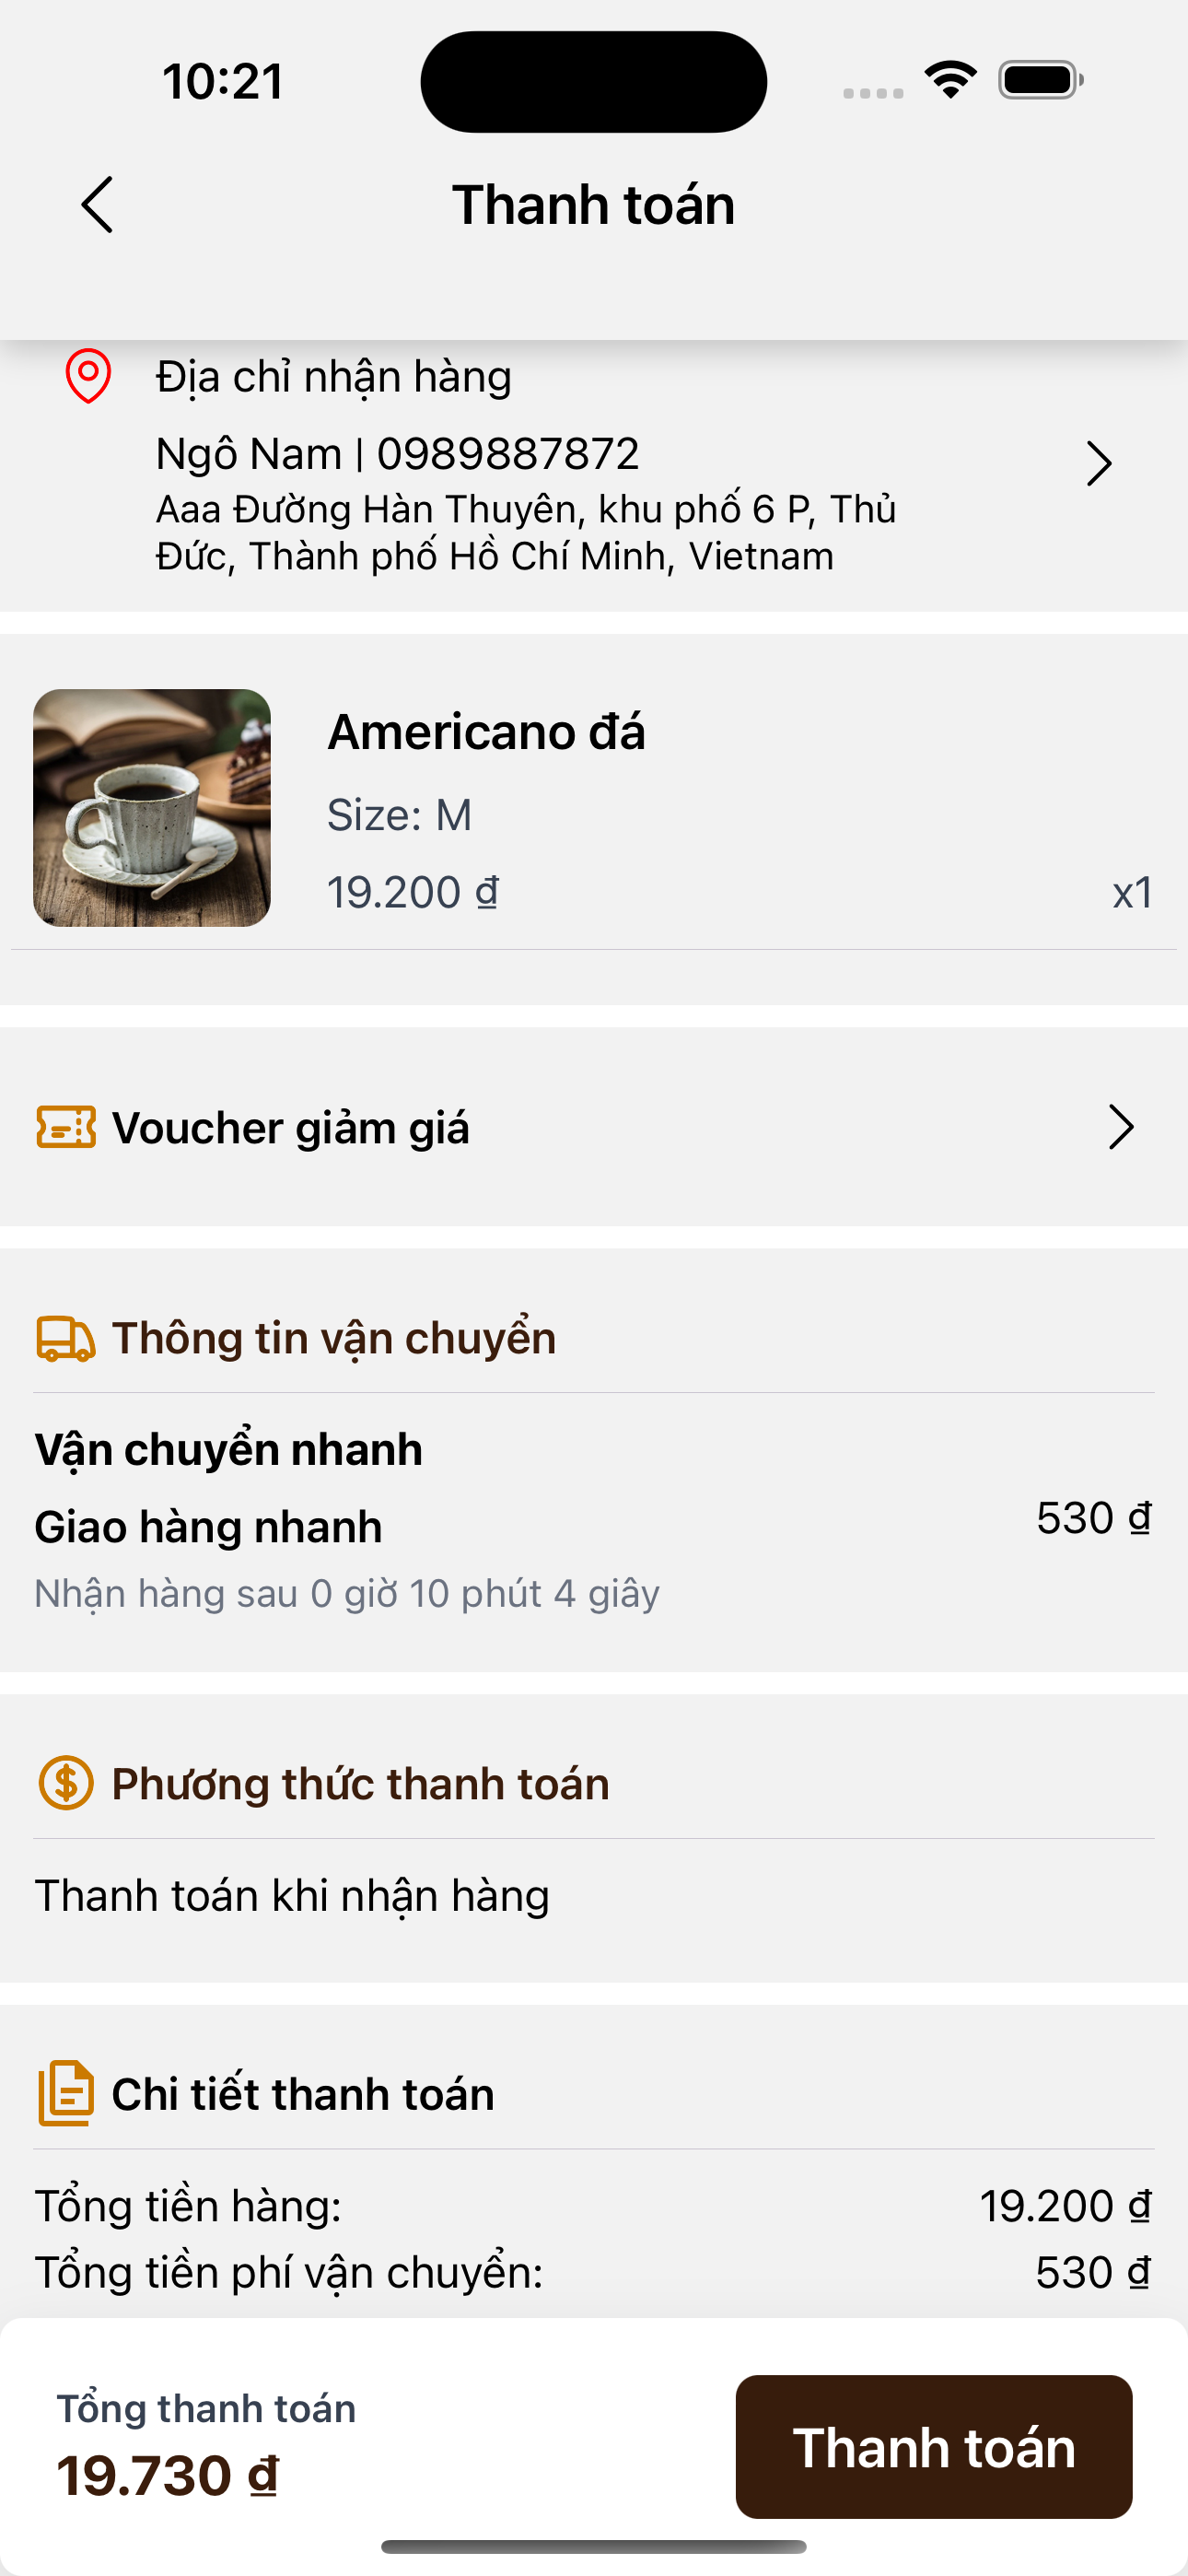 10:21
Thanh toán
Địa chỉ nhận hàng
Ngô Nam | 0989887872
Aaa Đường Hàn Thuyên, khu phố 6 P, Thủ
Đức, Thành phố Hồ Chí Minh, Vietnam
Americano đá
Size: M
19.200 ₫
x1
Voucher giảm giá
Thông tin vận chuyển
Vận chuyển nhanh
Giao hàng nhanh
530 ₫
Nhận hàng sau 0 giờ 10 phút 4 giây
Phương thức thanh toán
Thanh toán khi nhận hàng
Chi tiết thanh toán
Tổng tiền hàng: 19.200 ₫
Tổng tiền phí vận chuyển: 530 ₫
Tổng thanh toán
19.730 ₫
Thanh toán